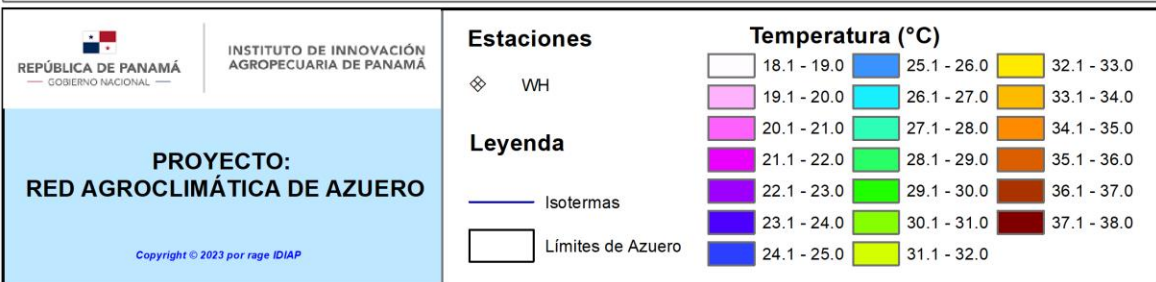 REPÚBLICA DE PANAMÁ
GOBIERNO NACIONAL
INSTITUTO DE INNOVACIÓN
AGROPECUARIA DE PANAMÁ
PROYECTO:
RED AGROCLIMÁTICA DE AZUERO
Copyright © 2023 por rage IDIAP
Estaciones
WH
Leyenda
Isotermas
Límites de Azuero
Temperatura (°C)
18.1 - 19.0
19.1 - 20.0
20.1 - 21.0
21.1 - 22.0
22.1 - 23.0
23.1 - 24.0
24.1 - 25.0
25.1 - 26.0
26.1 - 27.0
27.1 - 28.0
28.1 - 29.0
29.1 - 30.0
30.1 - 31.0
31.1 - 32.0
32.1 - 33.0
33.1 - 34.0
34.1 - 35.0
35.1 - 36.0
36.1 - 37.0
37.1 - 38.0